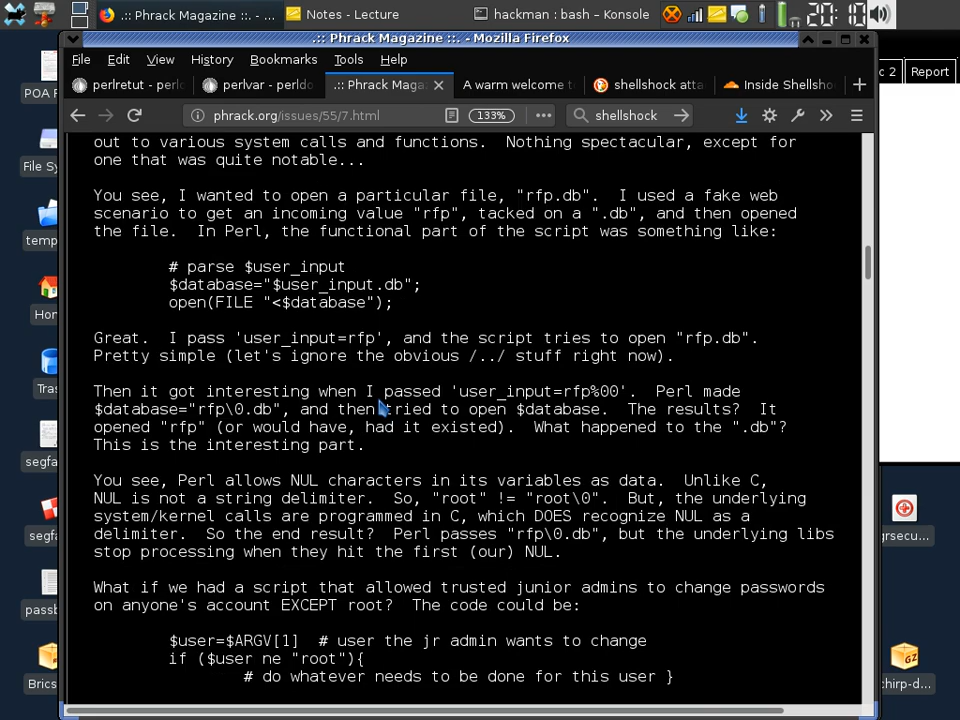 .:: Phrack Magazine ::. - ...
Notes - Lecture
hackman : bash – Konsole
20 10
.:: Phrack Magazine ::. - Mozilla Firefox
File Edit View History Bookmarks Tools Help
perlretut - perld
perlvar - perldo
.:: Phrack Maga
A warm welcome t
shellshock atta
Inside Shellsho
c 2
Report
phrack.org/issues/55/7.html
133%
shellshock
out to various system calls and functions.  Nothing spectacular, except for
one that was quite notable...
You see, I wanted to open a particular file, "rfp.db".  I used a fake web
scenario to get an incoming value "rfp", tacked on a ".db", and then opened
the file.  In Perl, the functional part of the script was something like:
# parse $user_input
$database="$user_input.db";
open(FILE "<$database");
Great.  I pass 'user_input=rfp', and the script tries to open "rfp.db".
Pretty simple (let's ignore the obvious /../ stuff right now).
Then it got interesting when I passed 'user_input=rfp%00'.  Perl made
$database="rfp\0.db", and then tried to open $database.  The results?  It
opened "rfp" (or would have, had it existed).  What happened to the ".db"?
This is the interesting part.
You see, Perl allows NUL characters in its variables as data.  Unlike C,
NUL is not a string delimiter.  So, "root" != "root\0".  But, the underlying
system/kernel calls are programmed in C, which DOES recognize NUL as a
delimiter.  So the end result?  Perl passes "rfp\0.db", but the underlying libs
stop processing when they hit the first (our) NUL.
What if we had a script that allowed trusted junior admins to change passwords
on anyone's account EXCEPT root?  The code could be:
$user=$ARGV[1]  # user the jr admin wants to change
if ($user ne "root"){
# do whatever needs to be done for this user }
POA F
File Sy
temp
Hon
Tras
segfa
segfa
passb
Brics
grsecu...
chirp-d...